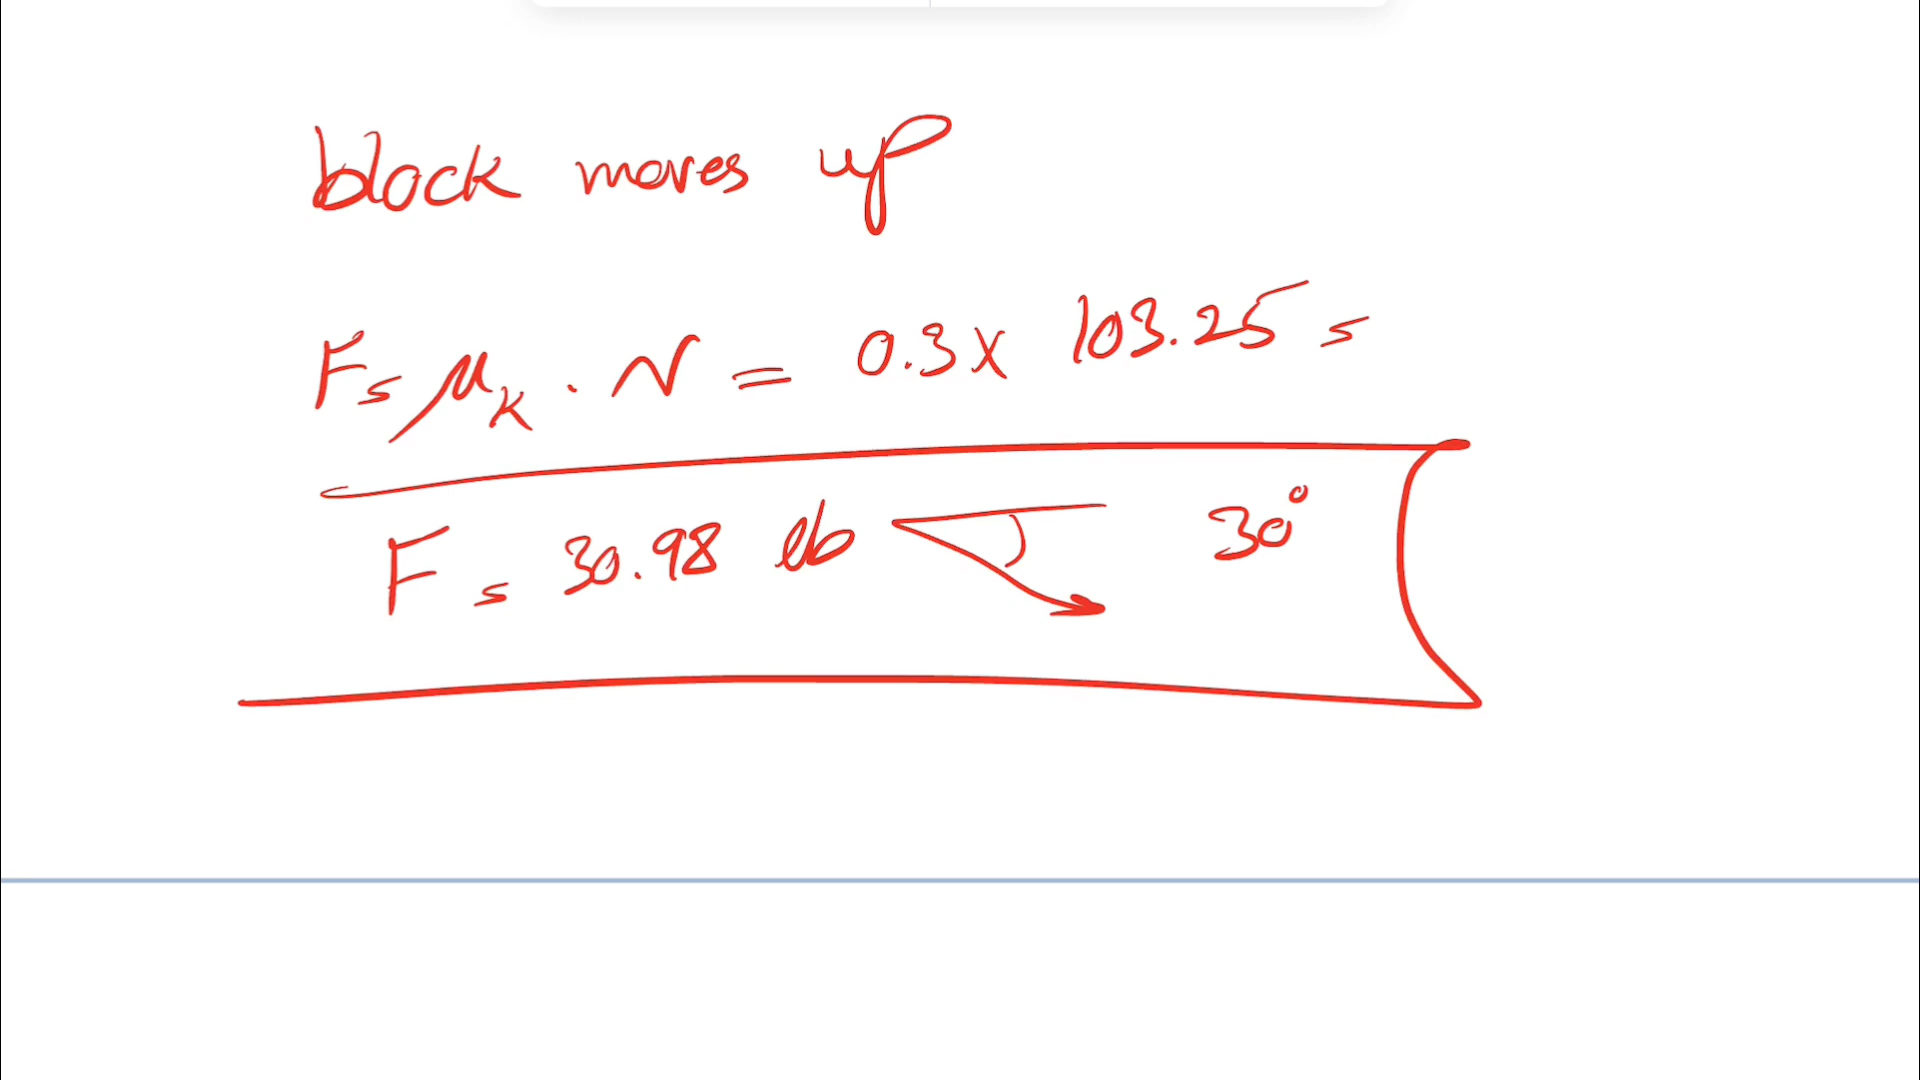 block moves up
F = μk . N = 0.3 x 103.25 =
F = 30.98 lb 30°